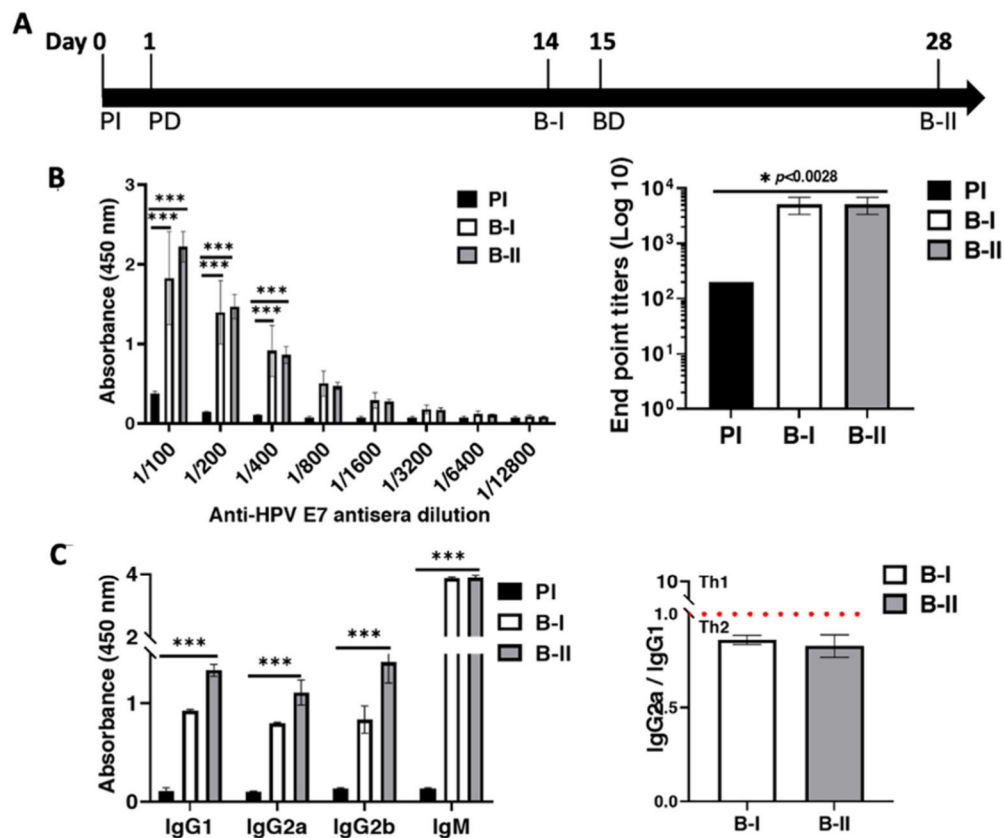 A
Day 0 1 14 15 28
PI PD B-I BD B-II
B
Absorbance (450 nm)
3
2
1
0
***
***
***
***
***
***
PI
B-I
B-II
1/100 1/200 1/400 1/800 1/1600 1/3200 1/6400 1/12800
Anti-HPV E7 antisera dilution
End point titers (Log 10)
10⁴
10³
10²
10¹
10⁰
* p<0.0028
PI
B-I
B-II
PI B-I B-II
C
Absorbance (450 nm)
4
2
1
0
***
***
***
***
PI
B-I
B-II
IgG1 IgG2a IgG2b IgM
IgG2a / IgG1
10
1.0
0.5
0.0
Th1
Th2
B-I
B-II
B-I B-II